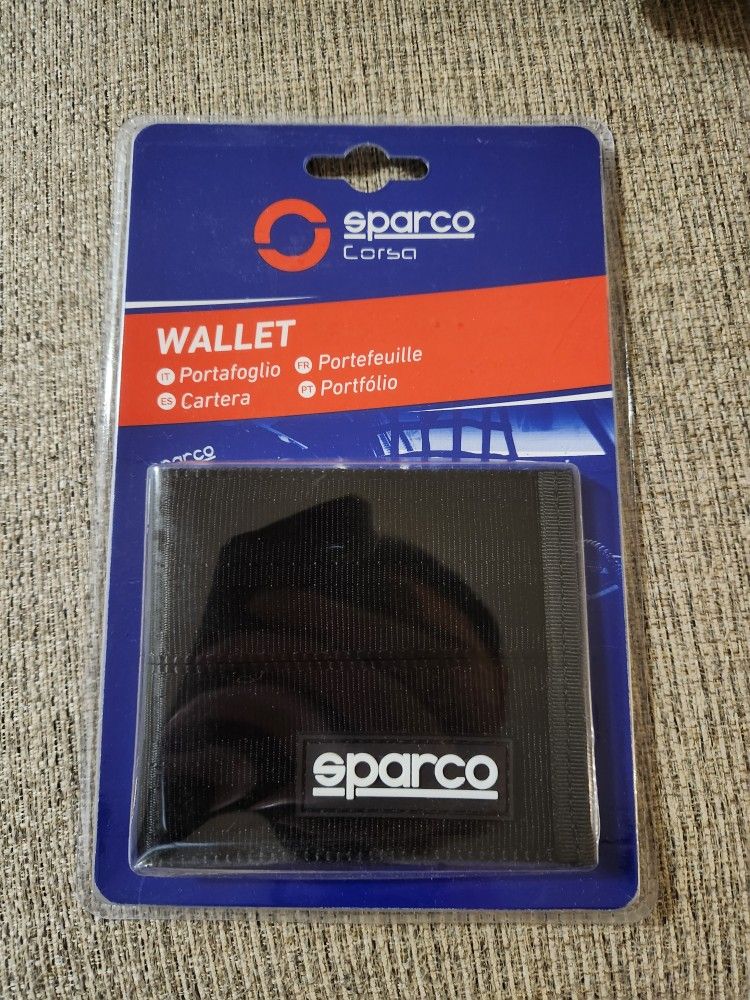 sparco
Corsa
WALLET
IT Portafoglio FR Portefeuille
ES Cartera PT Portfólio
sparco